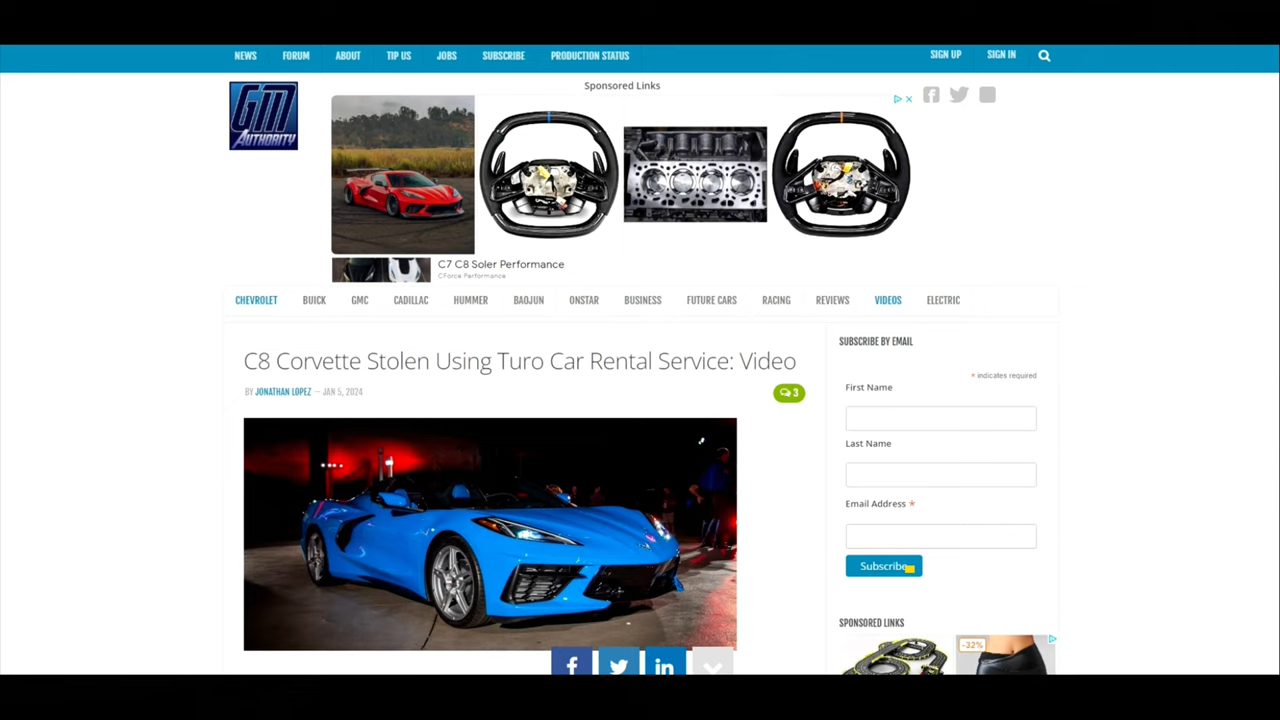 NEWS FORUM ABOUT TIP US JOBS SUBSCRIBE PRODUCTION STATUS SIGN UP SIGN IN
Sponsored Links
GM
AUTHORITY
C7 C8 Soler Performance
CForce Performance
CHEVROLET BUICK GMC CADILLAC HUMMER BAOJUN ONSTAR BUSINESS FUTURE CARS RACING REVIEWS VIDEOS ELECTRIC
C8 Corvette Stolen Using Turo Car Rental Service: Video
BY JONATHAN LOPEZ — JAN 5, 2024
3
SUBSCRIBE BY EMAIL
* indicates required
First Name
Last Name
Email Address *
Subscribe
SPONSORED LINKS
-32%